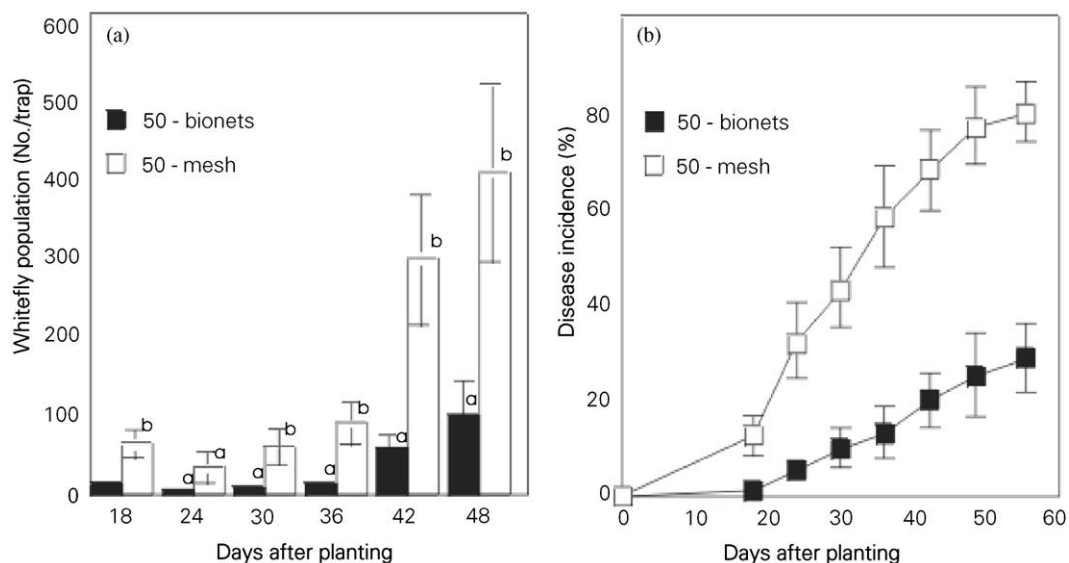 (a)
600
500
400
300
200
100
0
Whitefly population (No./trap)
50 - bionets
50 - mesh
b
a
a
a
b
a
b
a
b
a
b
18
24
30
36
42
48
Days after planting
(b)
80
60
40
20
0
Disease incidence (%)
50 - bionets
50 - mesh
0
20
30
40
50
60
Days after planting